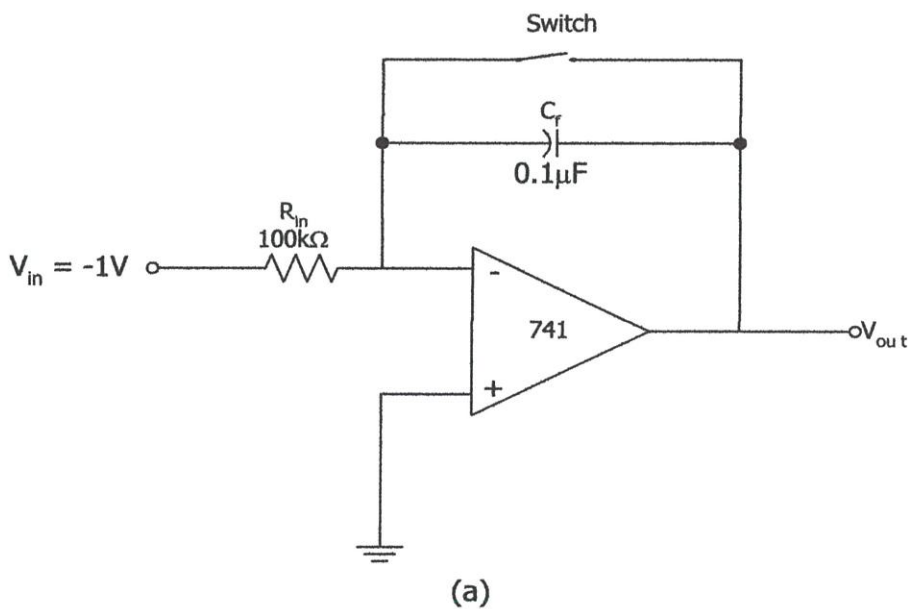 Switch
Cf
0.1μF
Rin
100kΩ
Vin = -1V
-
741
+
Vout
(a)